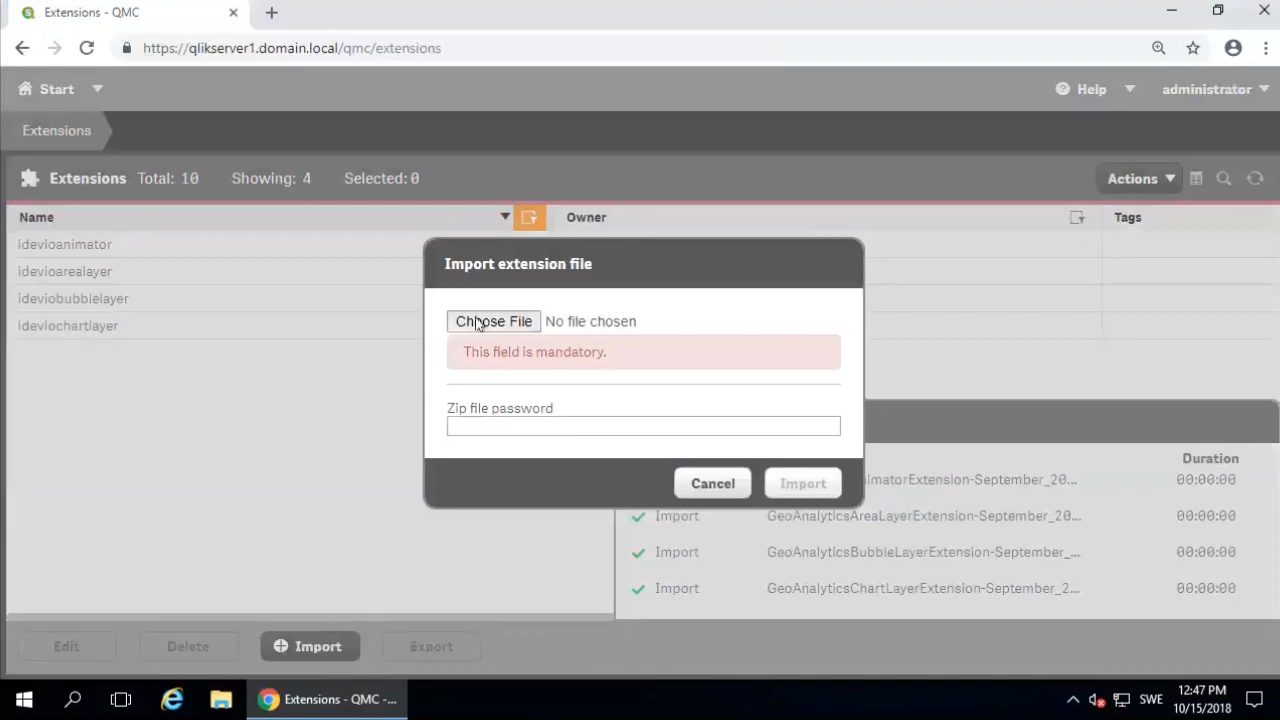 Extensions - QMC
https://qlikserver1.domain.local/qmc/extensions
Start
Help
administrator
Extensions
Extensions Total: 10 Showing: 4 Selected: 0
Actions
Name
Owner
Tags
idevioanimator
idevioarealayer
ideviobubblelayer
ideviochartlayer
Import extension file
Choose File No file chosen
This field is mandatory.
Zip file password
Cancel
Import
Duration
nimatorExtension-September_20... 00:00:00
Import GeoAnalyticsAreaLayerExtension-September_20... 00:00:00
Import GeoAnalyticsBubbleLayerExtension-September_... 00:00:00
Import GeoAnalyticsChartLayerExtension-September_2... 00:00:00
Edit
Delete
Import
Export
Extensions - QMC -...
SWE
12:47 PM
10/15/2018